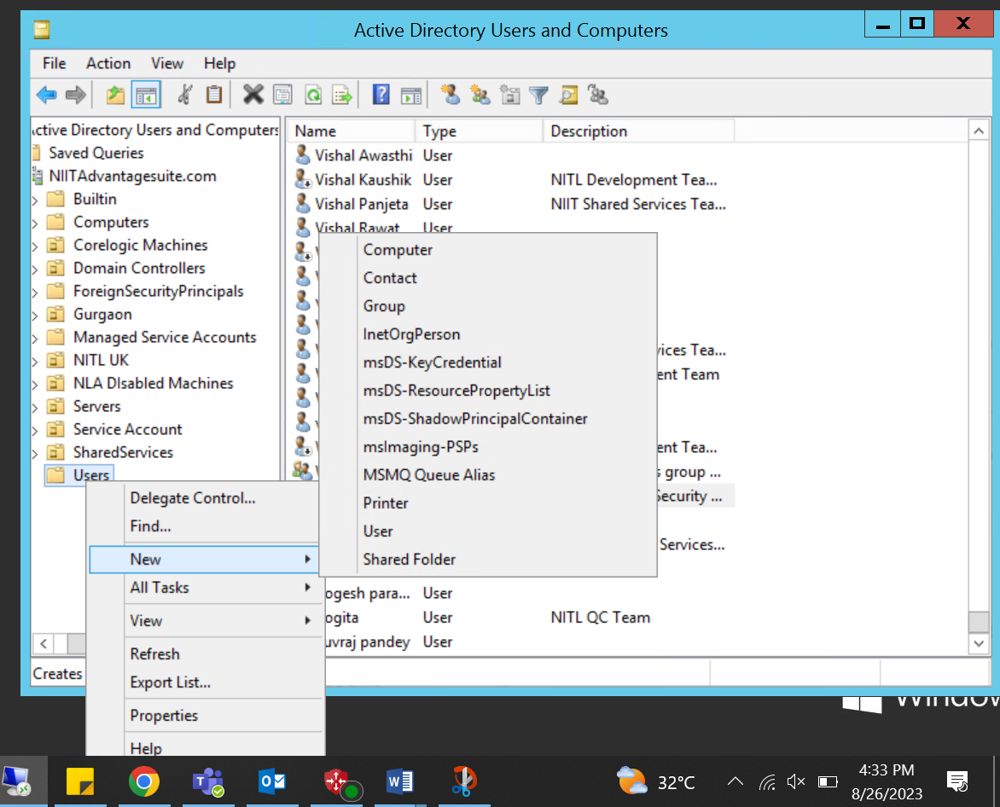 Active Directory Users and Computers
File Action View Help
ctive Directory Users and Computers
Saved Queries
NIITAdvantagesuite.com
Builtin
Computers
Corelogic Machines
Domain Controllers
ForeignSecurityPrincipals
Gurgaon
Managed Service Accounts
NITL UK
NLA DIsabled Machines
Servers
Service Account
SharedServices
Users
Name Type Description
Vishal Awasthi User
Vishal Kaushik User NITL Development Tea...
Vishal Panjeta User NIIT Shared Services Tea...
Vishal Rawat User
vices Tea...
ent Team
ent Tea...
s group ...
Security ...
Services...
ogesh para... User
ogita User NITL QC Team
uvraj pandey User
Delegate Control...
Find...
New
All Tasks
View
Refresh
Export List...
Properties
Help
Computer
Contact
Group
InetOrgPerson
msDS-KeyCredential
msDS-ResourcePropertyList
msDS-ShadowPrincipalContainer
msImaging-PSPs
MSMQ Queue Alias
Printer
User
Shared Folder
Creates
Window
32°C
4:33 PM
8/26/2023